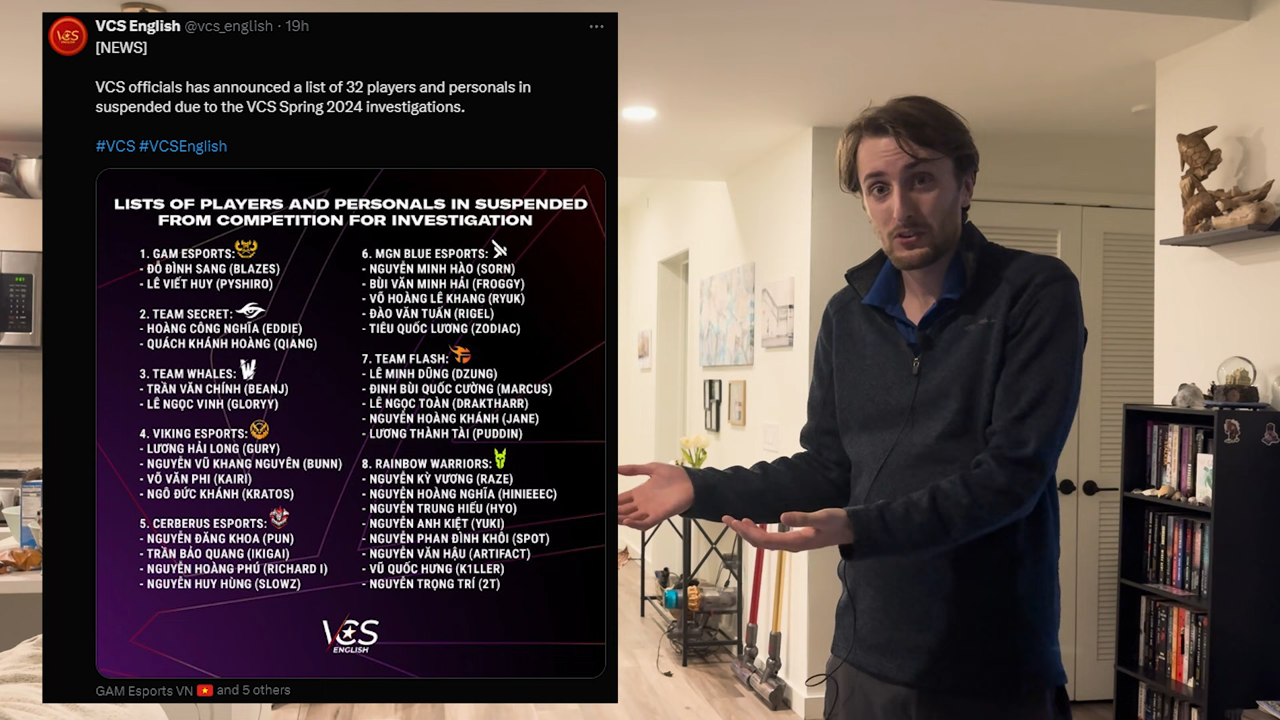 VCS English @vcs_english · 19h
[NEWS]
VCS officials has announced a list of 32 players and personals in
suspended due to the VCS Spring 2024 investigations.
#VCS #VCSEnglish
LISTS OF PLAYERS AND PERSONALS IN SUSPENDED
FROM COMPETITION FOR INVESTIGATION
1. GAM ESPORTS:
- ĐỖ ĐÌNH SANG (BLAZES)
- LÊ VIẾT HUY (PYSHIRO)
2. TEAM SECRET:
- HOÀNG CÔNG NGHĨA (EDDIE)
- QUÁCH KHÁNH HOÀNG (QIANG)
3. TEAM WHALES:
- TRẦN VĂN CHÍNH (BEANJ)
- LÊ NGỌC VINH (GLORYY)
4. VIKING ESPORTS:
- LƯƠNG HẢI LONG (GURY)
- NGUYỄN VŨ KHANG NGUYÊN (BUNN)
- VÕ VĂN PHI (KAIRI)
- NGÔ ĐỨC KHÁNH (KRATOS)
5. CERBERUS ESPORTS:
- NGUYỄN ĐĂNG KHOA (PUN)
- TRẦN BẢO QUANG (IKIGAI)
- NGUYỄN HOÀNG PHÚ (RICHARD I)
- NGUYỄN HUY HÙNG (SLOWZ)
6. MGN BLUE ESPORTS:
- NGUYỄN MINH HÀO (SORN)
- BÙI VĂN MINH HẢI (FROGGY)
- VÕ HOÀNG LÊ KHANG (RYUK)
- ĐÀO VĂN TUẤN (RIGEL)
- TIÊU QUỐC LƯƠNG (ZODIAC)
7. TEAM FLASH:
- LÊ MINH DŨNG (DZUNG)
- ĐINH BÙI QUỐC CƯỜNG (MARCUS)
- LÊ NGỌC TOÀN (DRAKTHARR)
- NGUYỄN HOÀNG KHÁNH (JANE)
- LƯƠNG THÀNH TÀI (PUDDIN)
8. RAINBOW WARRIORS:
- NGUYỄN KỲ VƯƠNG (RAZE)
- NGUYỄN HOÀNG NGHĨA (HINIEEEC)
- NGUYỄN TRUNG HIẾU (HYO)
- NGUYỄN ANH KIỆT (YUKI)
- NGUYỄN PHAN ĐÌNH KHÔI (SPOT)
- NGUYỄN VĂN HẬU (ARTIFACT)
- VŨ QUỐC HƯNG (K1LLER)
- NGUYỄN TRỌNG TRÍ (2T)
VCS
ENGLISH
GAM Esports VN and 5 others